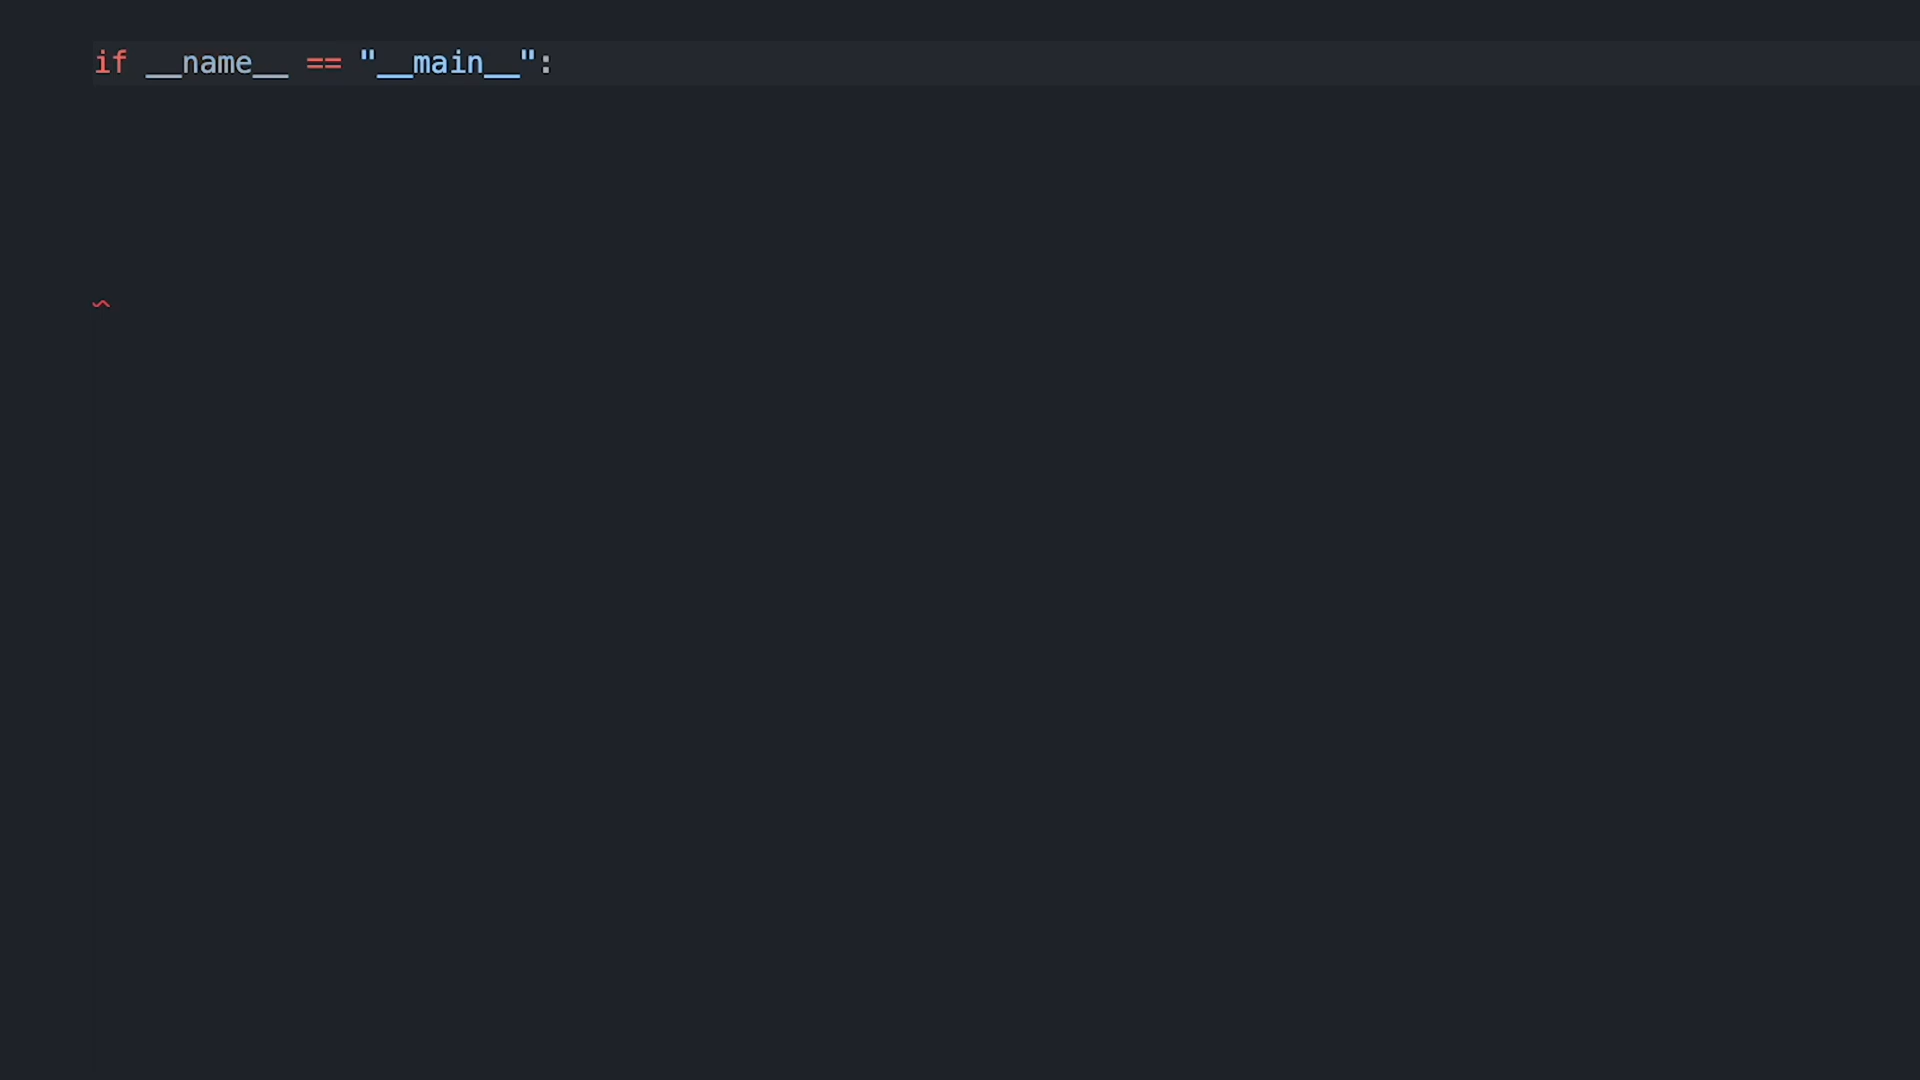 if __name__ == "__main__":